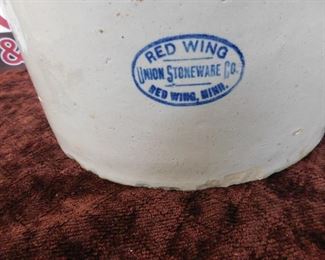 RED WING
UNION STONEWARE CO.
RED WING, MINN.